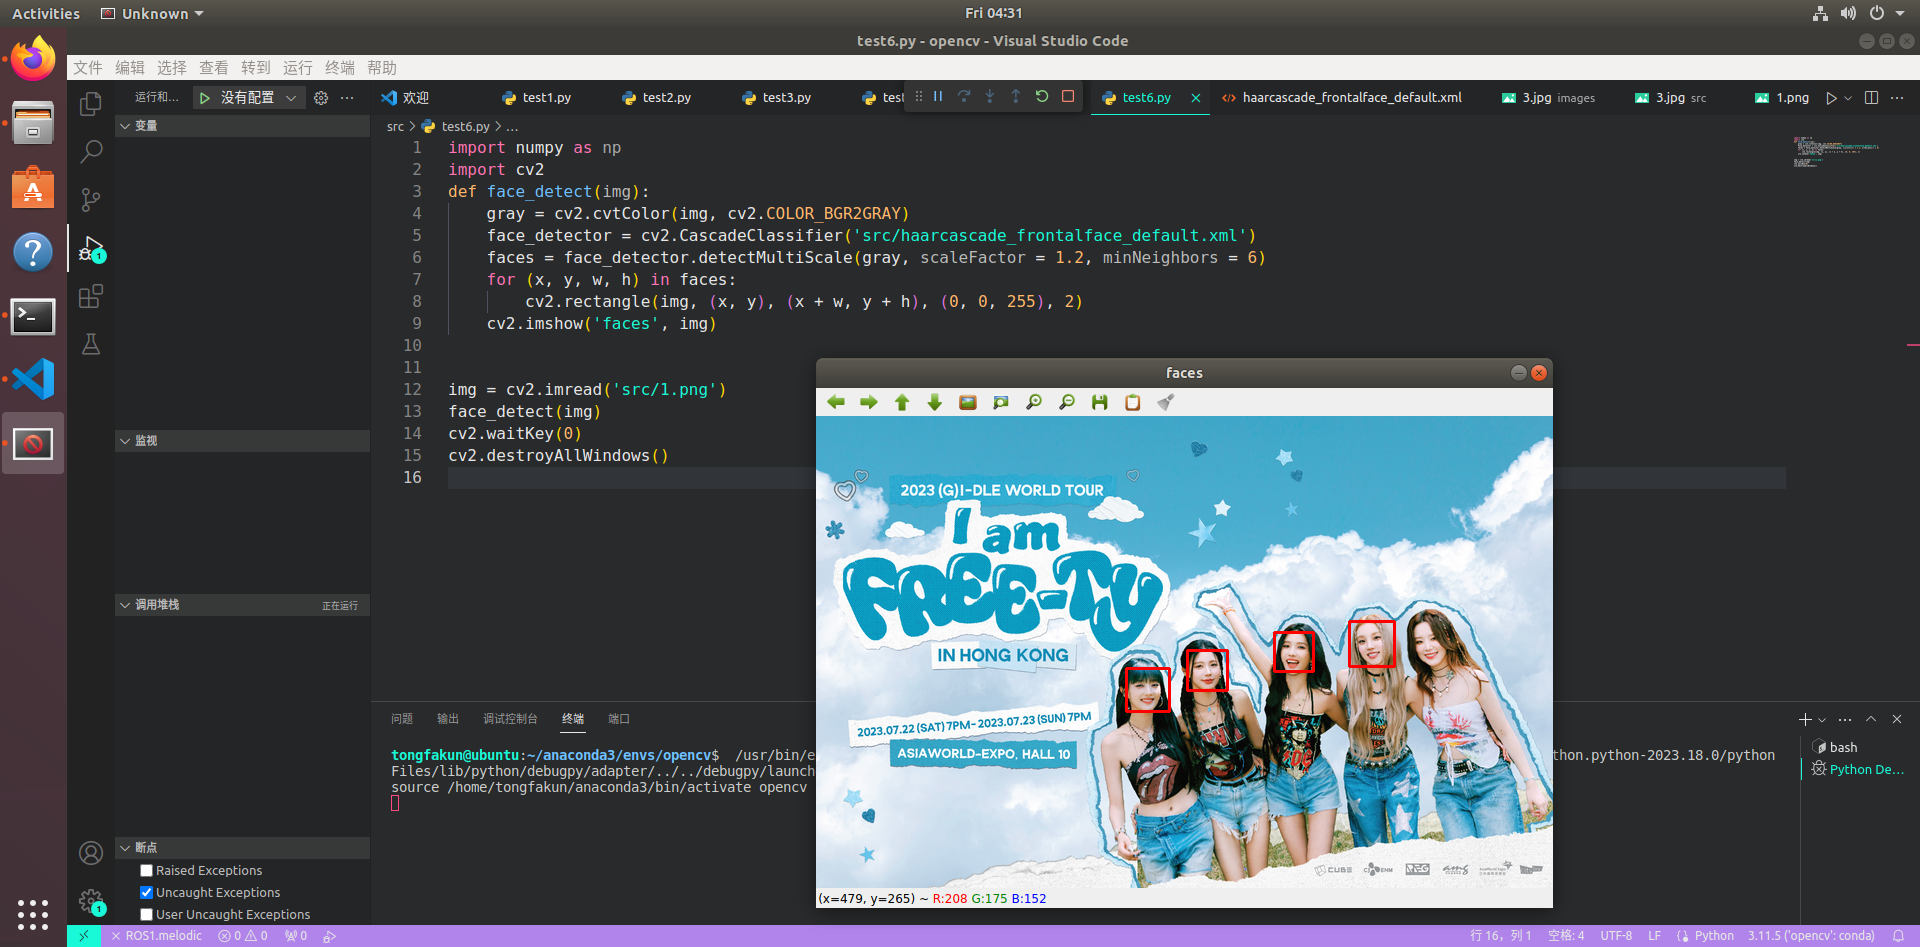 Activities
Unknown
Fri 04:31
test6.py - opencv - Visual Studio Code
文件 编辑 选择 查看 转到 运行 终端 帮助
运行和...
没有配置
欢迎
test1.py
test2.py
test3.py
test
test6.py
haarcascade_frontalface_default.xml
3.jpg images
3.jpg src
1.png
变量
监视
调用堆栈
正在运行
断点
Raised Exceptions
Uncaught Exceptions
User Uncaught Exceptions
src > test6.py > ...
1 import numpy as np
2 import cv2
3 def face_detect(img):
4 gray = cv2.cvtColor(img, cv2.COLOR_BGR2GRAY)
5 face_detector = cv2.CascadeClassifier('src/haarcascade_frontalface_default.xml')
6 faces = face_detector.detectMultiScale(gray, scaleFactor = 1.2, minNeighbors = 6)
7 for (x, y, w, h) in faces:
8 cv2.rectangle(img, (x, y), (x + w, y + h), (0, 0, 255), 2)
9 cv2.imshow('faces', img)
10
11
12 img = cv2.imread('src/1.png')
13 face_detect(img)
14 cv2.waitKey(0)
15 cv2.destroyAllWindows()
16
faces
2023 (G)I-DLE WORLD TOUR
I am
FREE-TY
IN HONG KONG
2023.07.22 (SAT) 7PM - 2023.07.23 (SUN) 7PM
ASIAWORLD-EXPO, HALL 10
CUBE
CJ ENM
(x=479, y=265) ~ R:208 G:175 B:152
问题 输出 调试控制台 终端 端口
tongfakun@ubuntu:~/anaconda3/envs/opencv$ /usr/bin/e
thon.python-2023.18.0/python
Files/lib/python/debugpy/adapter/../../debugpy/launch
source /home/tongfakun/anaconda3/bin/activate opencv
bash
Python De...
1
1
ROS1.melodic
0 0
0
行 16，列 1
空格: 4
UTF-8
LF
Python
3.11.5 ('opencv': conda)